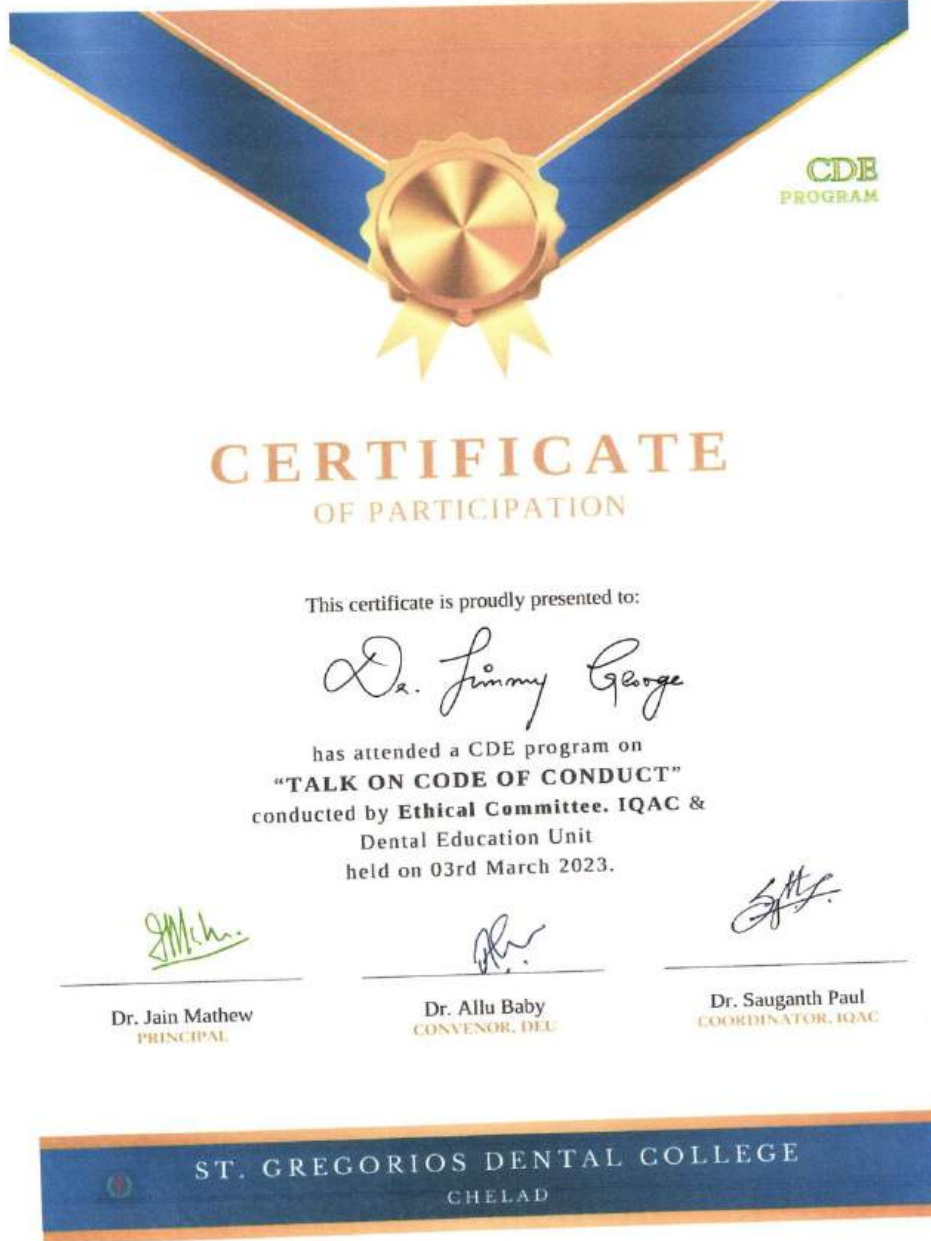 CDE
PROGRAM
CERTIFICATE
OF PARTICIPATION
This certificate is proudly presented to:
Dr. Jimmy George
has attended a CDE program on
“TALK ON CODE OF CONDUCT”
conducted by Ethical Committee. IQAC &
Dental Education Unit
held on 03rd March 2023.
Dr. Jain Mathew
PRINCIPAL
Dr. Allu Baby
CONVENOR, DEU
Dr. Sauganth Paul
COORDINATOR, IQAC
ST. GREGORIOS DENTAL COLLEGE
CHELAD